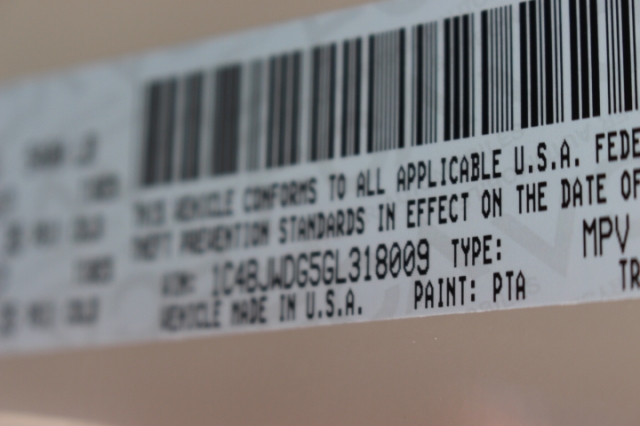 THIS VEHICLE CONFORMS TO ALL APPLICABLE U.S.A. FEDE
THEFT PREVENTION STANDARDS IN EFFECT ON THE DATE OF
VIN: 1C4BJWDG5GL318009 TYPE: MPV
VEHICLE MADE IN U.S.A. PAINT: PTA TR